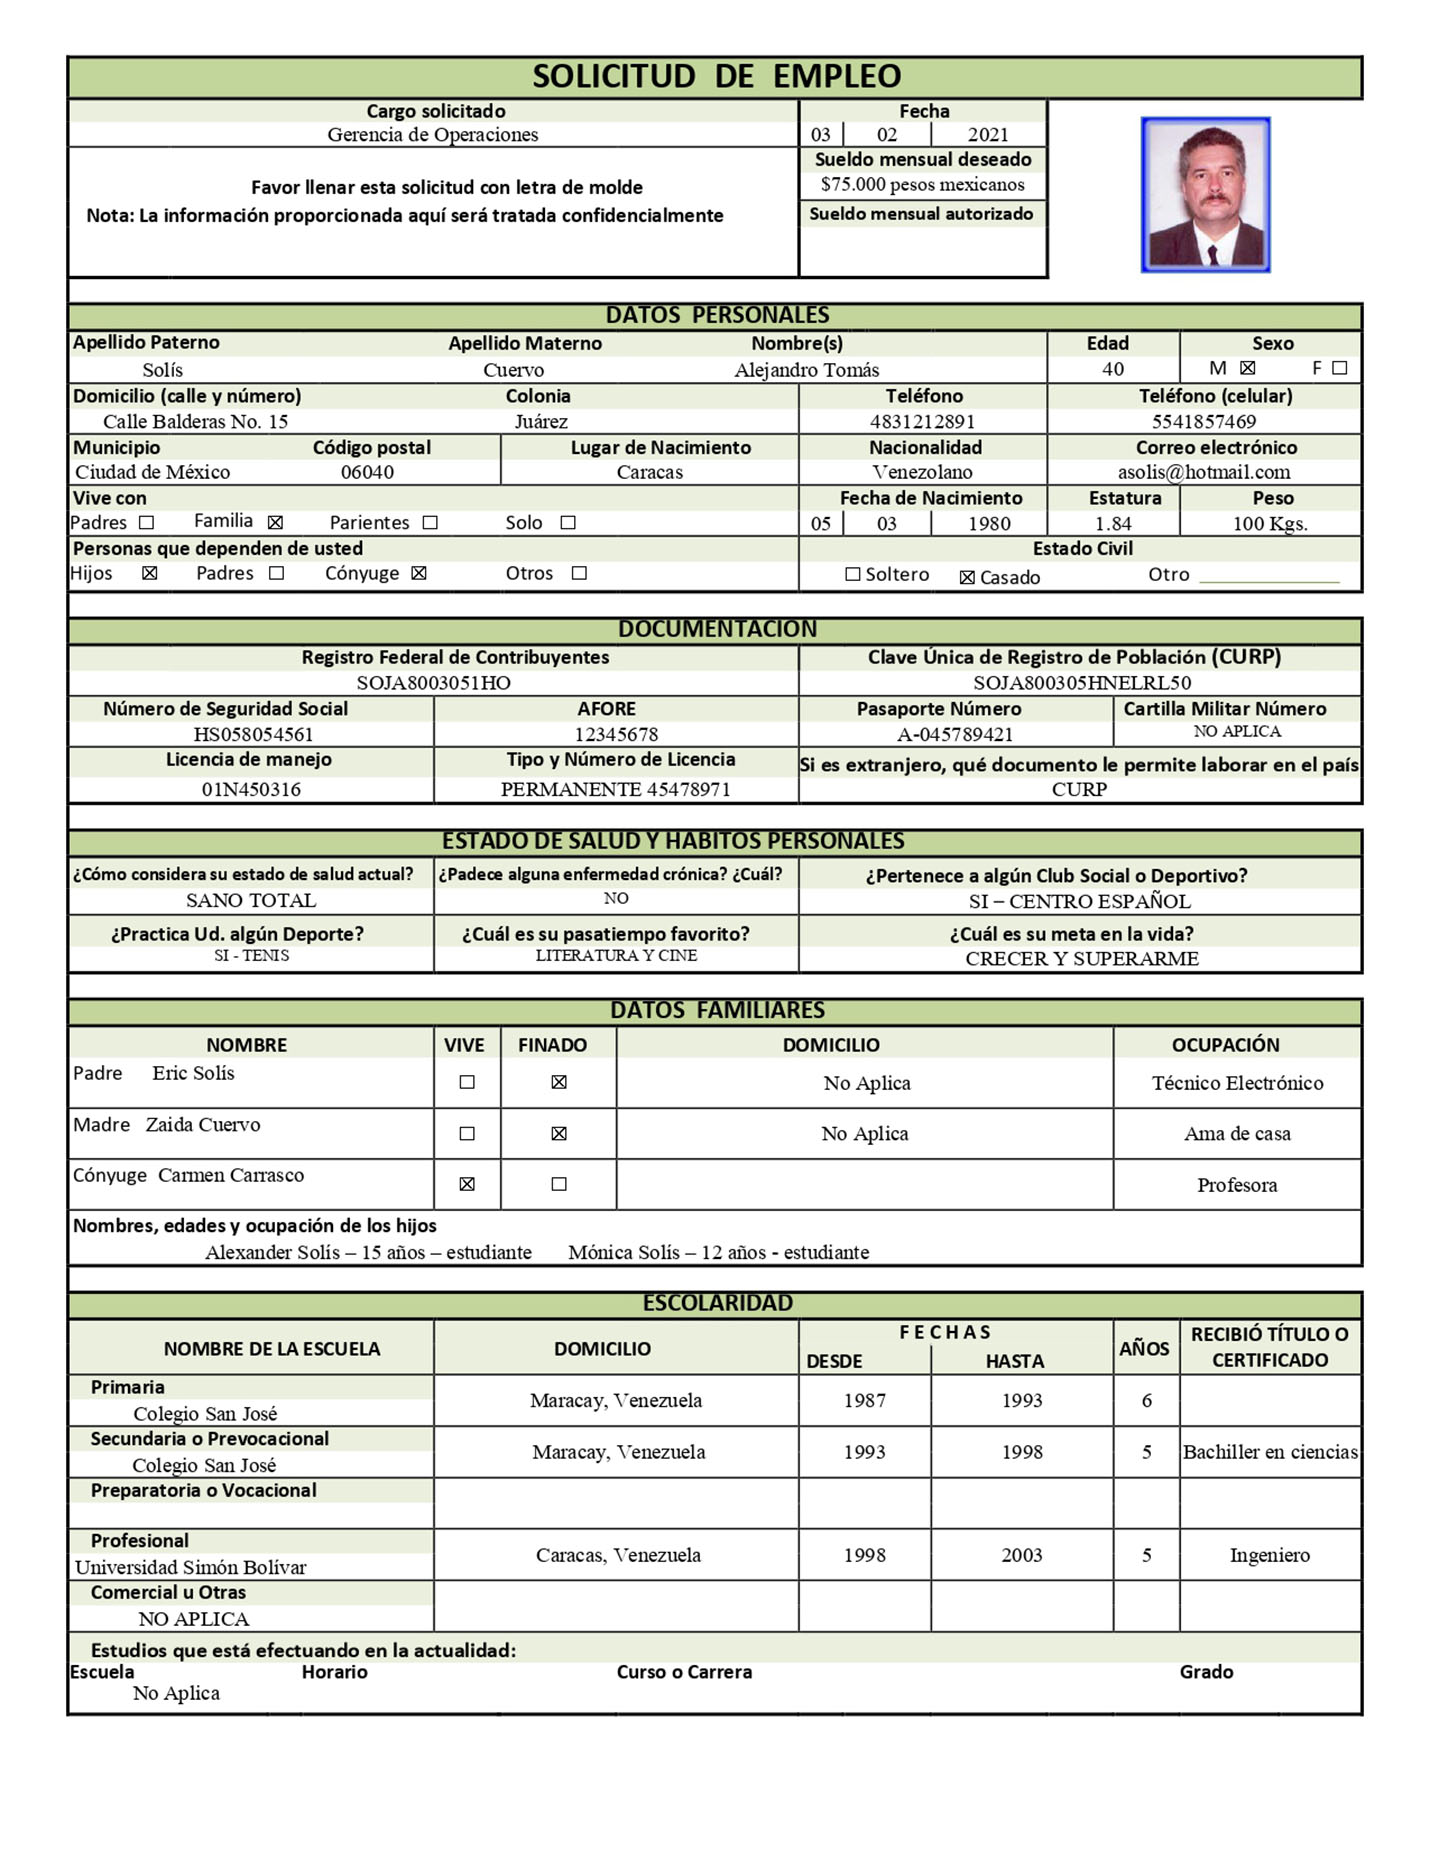 SOLICITUD DE EMPLEO
Cargo solicitado Fecha
Gerencia de Operaciones 03 02 2021
Sueldo mensual deseado
Favor llenar esta solicitud con letra de molde $75.000 pesos mexicanos
Nota: La información proporcionada aquí será tratada confidencialmente Sueldo mensual autorizado
DATOS PERSONALES
Apellido Paterno Apellido Materno Nombre(s) Edad Sexo
Solís Cuervo Alejandro Tomás 40 M ☒ F ☐
Domicilio (calle y número) Colonia Teléfono Teléfono (celular)
Calle Balderas No. 15 Juárez 4831212891 5541857469
Municipio Código postal Lugar de Nacimiento Nacionalidad Correo electrónico
Ciudad de México 06040 Caracas Venezolano asolis@hotmail.com
Vive con Fecha de Nacimiento Estatura Peso
Padres ☐ Familia ☒ Parientes ☐ Solo ☐ 05 03 1980 1.84 100 Kgs.
Personas que dependen de usted Estado Civil
Hijos ☒ Padres ☐ Cónyuge ☒ Otros ☐ ☐ Soltero ☒ Casado Otro ____________
DOCUMENTACION
Registro Federal de Contribuyentes Clave Única de Registro de Población (CURP)
SOJA8003051HO SOJA800305HNELRL50
Número de Seguridad Social AFORE Pasaporte Número Cartilla Militar Número
HS058054561 12345678 A-045789421 NO APLICA
Licencia de manejo Tipo y Número de Licencia Si es extranjero, qué documento le permite laborar en el país
01N450316 PERMANENTE 45478971 CURP
ESTADO DE SALUD Y HABITOS PERSONALES
¿Cómo considera su estado de salud actual? ¿Padece alguna enfermedad crónica? ¿Cuál? ¿Pertenece a algún Club Social o Deportivo?
SANO TOTAL NO SI – CENTRO ESPAÑOL
¿Practica Ud. algún Deporte? ¿Cuál es su pasatiempo favorito? ¿Cuál es su meta en la vida?
SI - TENIS LITERATURA Y CINE CRECER Y SUPERARME
DATOS FAMILIARES
NOMBRE VIVE FINADO DOMICILIO OCUPACIÓN
Padre Eric Solís ☐ ☒ No Aplica Técnico Electrónico
Madre Zaida Cuervo ☐ ☒ No Aplica Ama de casa
Cónyuge Carmen Carrasco ☒ ☐ Profesora
Nombres, edades y ocupación de los hijos
Alexander Solís – 15 años – estudiante Mónica Solís – 12 años - estudiante
ESCOLARIDAD
NOMBRE DE LA ESCUELA DOMICILIO F E C H A S AÑOS RECIBIÓ TÍTULO O CERTIFICADO
DESDE HASTA
Primaria
Colegio San José Maracay, Venezuela 1987 1993 6
Secundaria o Prevocacional
Colegio San José Maracay, Venezuela 1993 1998 5 Bachiller en ciencias
Preparatoria o Vocacional
Profesional
Universidad Simón Bolívar Caracas, Venezuela 1998 2003 5 Ingeniero
Comercial u Otras
NO APLICA
Estudios que está efectuando en la actualidad:
Escuela Horario Curso o Carrera Grado
No Aplica